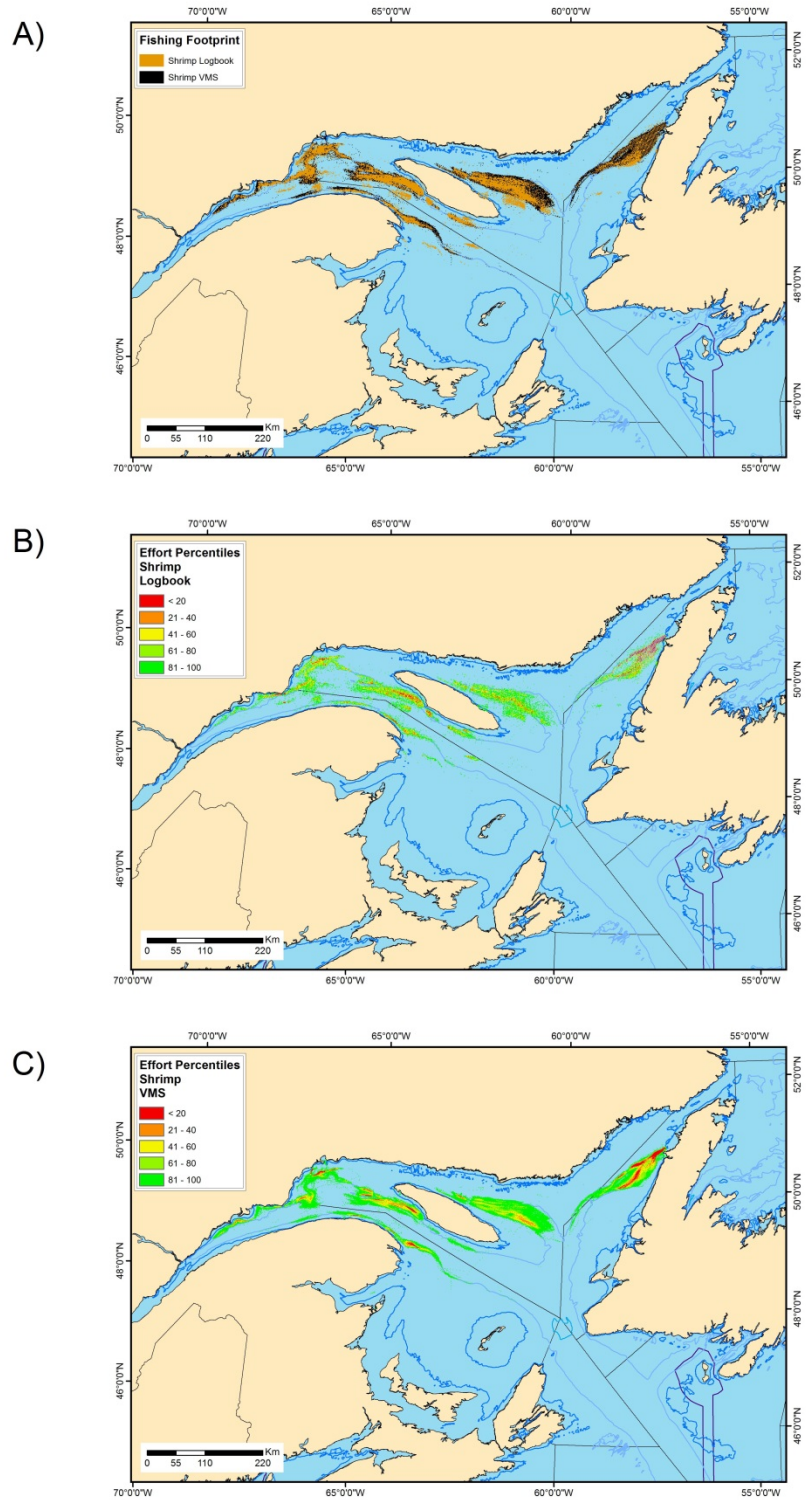 A)
70°0'0"W 65°0'0"W 60°0'0"W 55°0'0"W
Fishing Footprint
Shrimp Logbook
Shrimp VMS
52°0'0"N
50°0'0"N
50°0'0"N
48°0'0"N
48°0'0"N
46°0'0"N
46°0'0"N
Km
0 55 110 220
70°0'0"W 65°0'0"W 60°0'0"W 55°0'0"W
B)
70°0'0"W 65°0'0"W 60°0'0"W 55°0'0"W
Effort Percentiles
Shrimp
Logbook
< 20
21 - 40
41 - 60
61 - 80
81 - 100
52°0'0"N
50°0'0"N
50°0'0"N
48°0'0"N
48°0'0"N
46°0'0"N
46°0'0"N
Km
0 55 110 220
70°0'0"W 65°0'0"W 60°0'0"W 55°0'0"W
C)
70°0'0"W 65°0'0"W 60°0'0"W 55°0'0"W
Effort Percentiles
Shrimp
VMS
< 20
21 - 40
41 - 60
61 - 80
81 - 100
52°0'0"N
50°0'0"N
50°0'0"N
48°0'0"N
48°0'0"N
46°0'0"N
46°0'0"N
Km
0 55 110 220
70°0'0"W 65°0'0"W 60°0'0"W 55°0'0"W